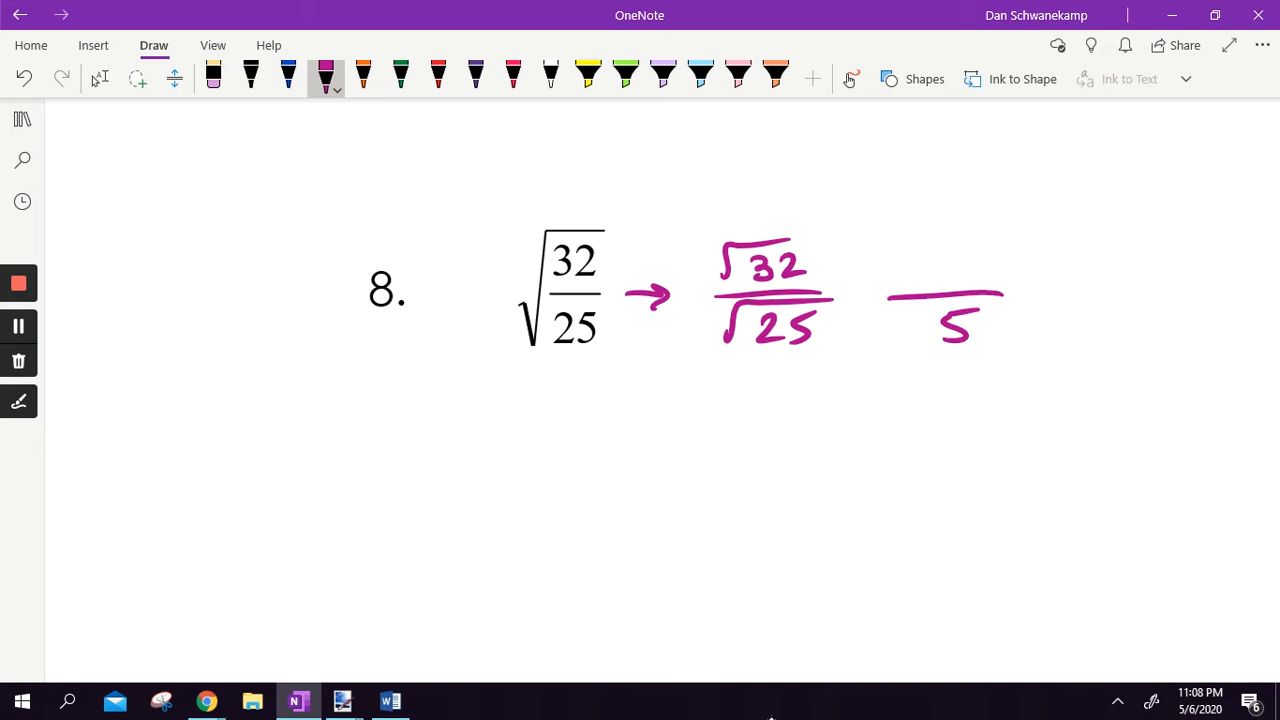 OneNote
Dan Schwanekamp
Home Insert Draw View Help
Share
Shapes
Ink to Shape
Ink to Text
8. √(32/25) → √32/√25 /5
11:08 PM
5/6/2020
6